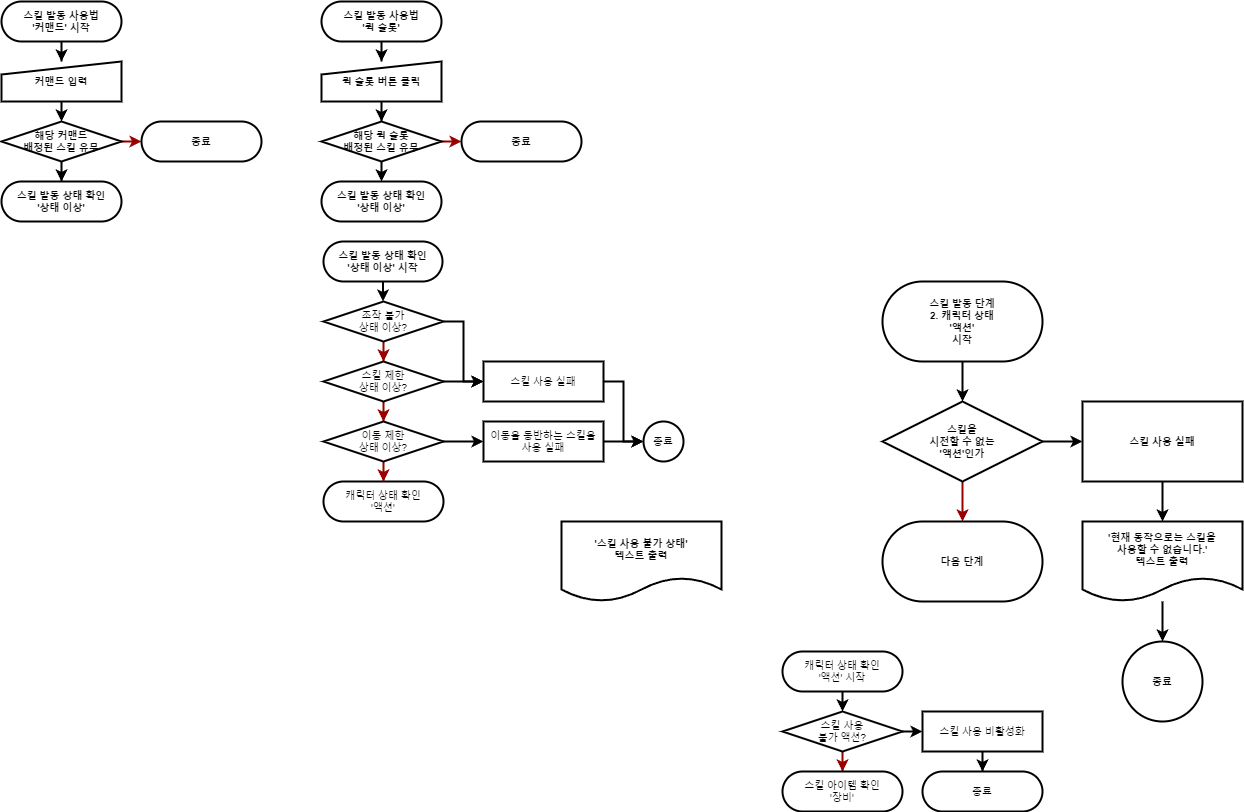 스킬 발동 사용법
'커맨드' 시작
커맨드 입력
해당 커맨드
배정된 스킬 유무
종료
스킬 발동 상태 확인
'상태 이상'
스킬 발동 사용법
'퀵 슬롯'
퀵 슬롯 버튼 클릭
해당 퀵 슬롯
배정된 스킬 유무
종료
스킬 발동 상태 확인
'상태 이상'
스킬 발동 상태 확인
'상태 이상' 시작
조작 불가
상태 이상?
스킬 제한
상태 이상?
스킬 사용 실패
이동 제한
상태 이상?
이동을 동반하는 스킬을
사용 실패
종료
캐릭터 상태 확인
'액션'
'스킬 사용 불가 상태'
텍스트 출력
스킬 발동 단계
2. 캐릭터 상태
'액션'
시작
스킬을
시전할 수 없는
'액션'인가
스킬 사용 실패
다음 단계
'현재 동작으로는 스킬을
사용할 수 없습니다.'
텍스트 출력
종료
캐릭터 상태 확인
'액션' 시작
스킬 사용
불가 액션?
스킬 사용 비활성화
스킬 아이템 확인
'장비'
종료